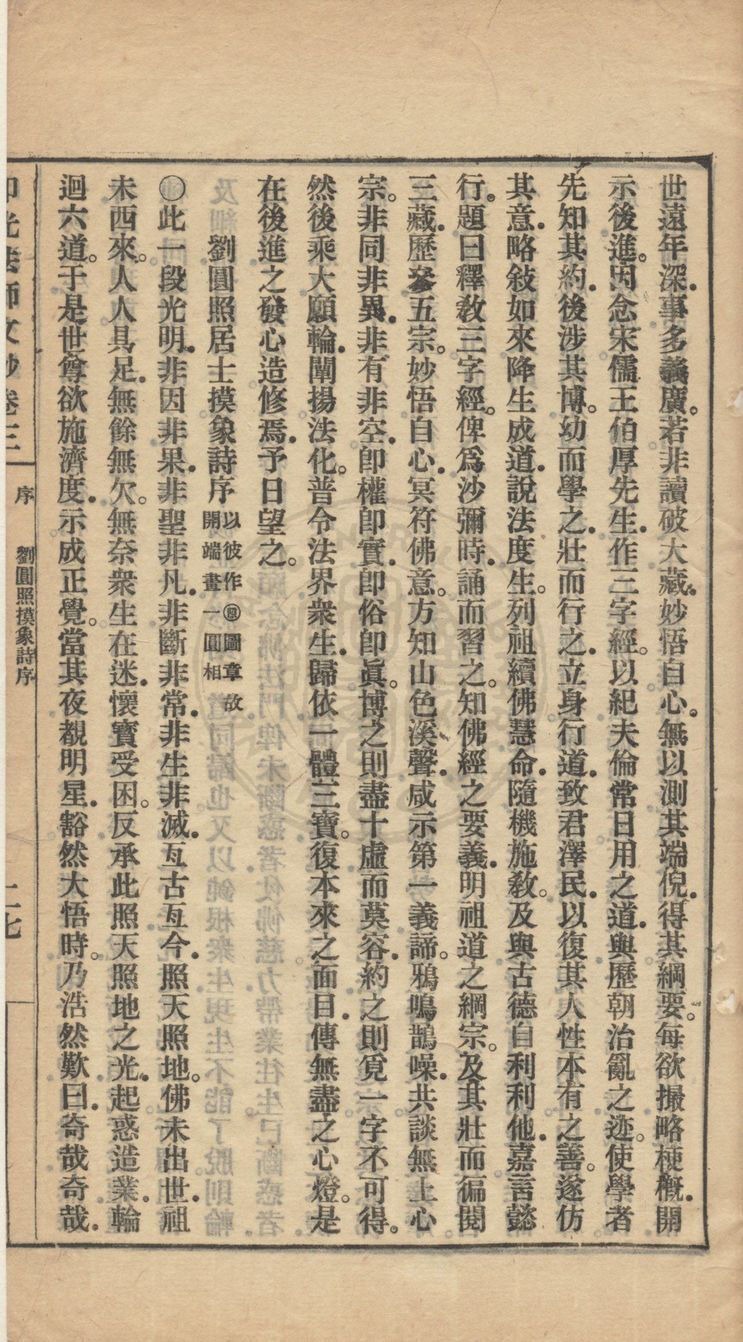 世遠年深。事多義廣。若非讀破大藏。妙悟自心。無以測其端倪。得其綱要。每欲撮略梗概。開
示後進。因念宋儒王伯厚先生。作三字經。以紀夫倫常日用之道。與歷朝治亂之迹。使學者
先知其約。後涉其博。幼而學之。壯而行之。立身行道。致君澤民。以復其人性本有之善。遂仿
其意。略敍如來降生成道。說法度生。列祖續佛慧命。隨機施教。及與古德自利利他。嘉言懿
行。題曰釋教三字經。俾爲沙彌時。誦而習之。知佛經之要義。明祖道之綱宗。及其壯而徧閱
三藏。歷叅五宗。妙悟自心。冥符佛意。方知山色溪聲。咸示第一義諦。鴉鳴鵲噪。共談無上心
宗。非同非異。非有非空。卽權卽實。卽俗卽眞。博之則盡十虛而莫容。約之則覓一字不可得。
然後乘大願輪。闡揚法化。普令法界衆生。歸依一體三寶。復本來之面目。傳無盡之心燈。是
在後進之發心造修焉。予日望之。
劉圓照居士摸象詩序 以彼作㊞圖章故開端畫一圓相
〇此一段光明。非因非果。非聖非凡。非斷非常。非生非滅。亙古亙今。照天照地。佛未出世。祖
未西來。人人具足。無餘無欠。無奈衆生在迷。懷寶受困。反承此照天照地之光。起惑造業。輪
迴六道。于是世尊欲施濟度。示成正覺。當其夜覩明星。豁然大悟時。乃浩然歎曰。奇哉奇哉。
印光法師文鈔卷三 序 劉圓照摸象詩序 二七